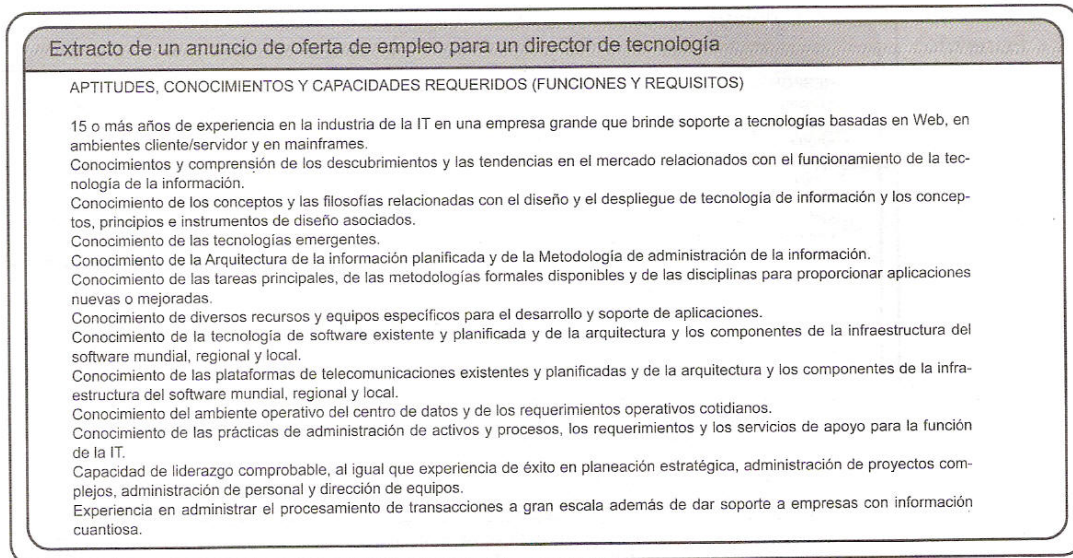 Extracto de un anuncio de oferta de empleo para un director de tecnología
APTITUDES, CONOCIMIENTOS Y CAPACIDADES REQUERIDOS (FUNCIONES Y REQUISITOS)
15 o más años de experiencia en la industria de la IT en una empresa grande que brinde soporte a tecnologías basadas en Web, en
ambientes cliente/servidor y en mainframes.
Conocimientos y comprensión de los descubrimientos y las tendencias en el mercado relacionados con el funcionamiento de la tec-
nología de la información.
Conocimiento de los conceptos y las filosofías relacionadas con el diseño y el despliegue de tecnología de información y los concep-
tos, principios e instrumentos de diseño asociados.
Conocimiento de las tecnologías emergentes.
Conocimiento de la Arquitectura de la información planificada y de la Metodología de administración de la información.
Conocimiento de las tareas principales, de las metodologías formales disponibles y de las disciplinas para proporcionar aplicaciones
nuevas o mejoradas.
Conocimiento de diversos recursos y equipos específicos para el desarrollo y soporte de aplicaciones.
Conocimiento de la tecnología de software existente y planificada y de la arquitectura y los componentes de la infraestructura del
software mundial, regional y local.
Conocimiento de las plataformas de telecomunicaciones existentes y planificadas y de la arquitectura y los componentes de la infra-
estructura del software mundial, regional y local.
Conocimiento del ambiente operativo del centro de datos y de los requerimientos operativos cotidianos.
Conocimiento de las prácticas de administración de activos y procesos, los requerimientos y los servicios de apoyo para la función
de la IT.
Capacidad de liderazgo comprobable, al igual que experiencia de éxito en planeación estratégica, administración de proyectos com-
plejos, administración de personal y dirección de equipos.
Experiencia en administrar el procesamiento de transacciones a gran escala además de dar soporte a empresas con información
cuantiosa.